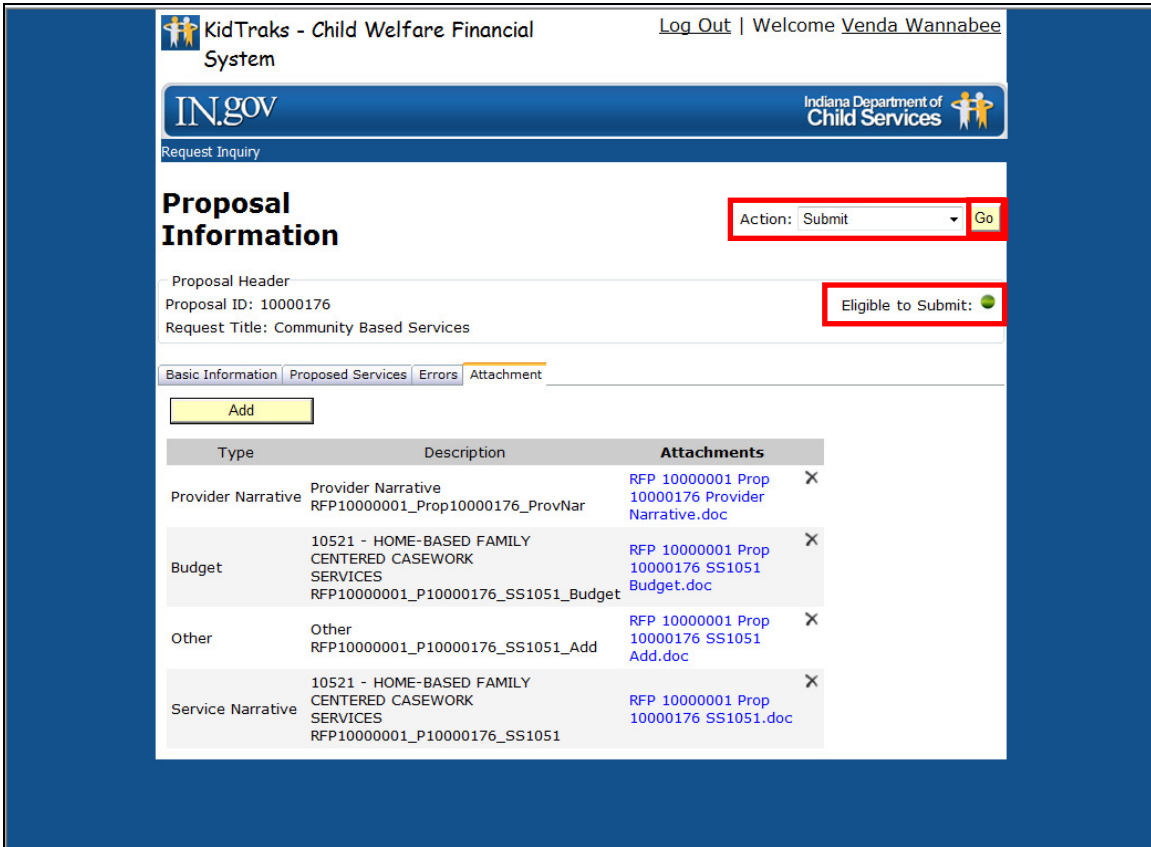 KidTraks - Child Welfare Financial
System
Log Out | Welcome Venda Wannabee
IN.gov
Indiana Department of
Child Services
Request Inquiry
Proposal
Information
Action: Submit Go
Proposal Header
Proposal ID: 10000176
Eligible to Submit:
Request Title: Community Based Services
Basic Information Proposed Services Errors Attachment
Add
Type Description Attachments
Provider Narrative
Provider Narrative
RFP10000001_Prop10000176_ProvNar
RFP 10000001 Prop
10000176 Provider
Narrative.doc
Budget
10521 - HOME-BASED FAMILY
CENTERED CASEWORK
SERVICES
RFP10000001_P10000176_SS1051_Budget
RFP 10000001 Prop
10000176 SS1051
Budget.doc
Other
Other
RFP10000001_P10000176_SS1051_Add
RFP 10000001 Prop
10000176 SS1051
Add.doc
Service Narrative
10521 - HOME-BASED FAMILY
CENTERED CASEWORK
SERVICES
RFP10000001_P10000176_SS1051
RFP 10000001 Prop
10000176 SS1051.doc